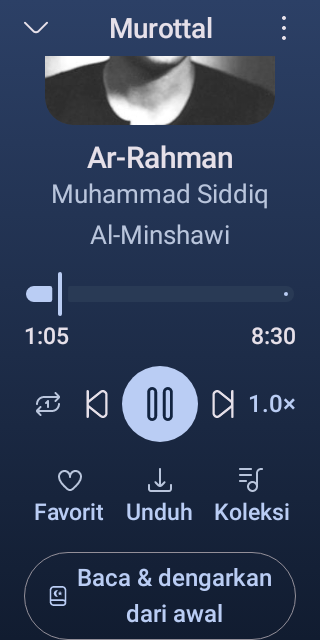 Murottal
Ar-Rahman
Muhammad Siddiq
Al-Minshawi
1:05 8:30
1 1.0×
Favorit Unduh Koleksi
Baca & dengarkan
dari awal